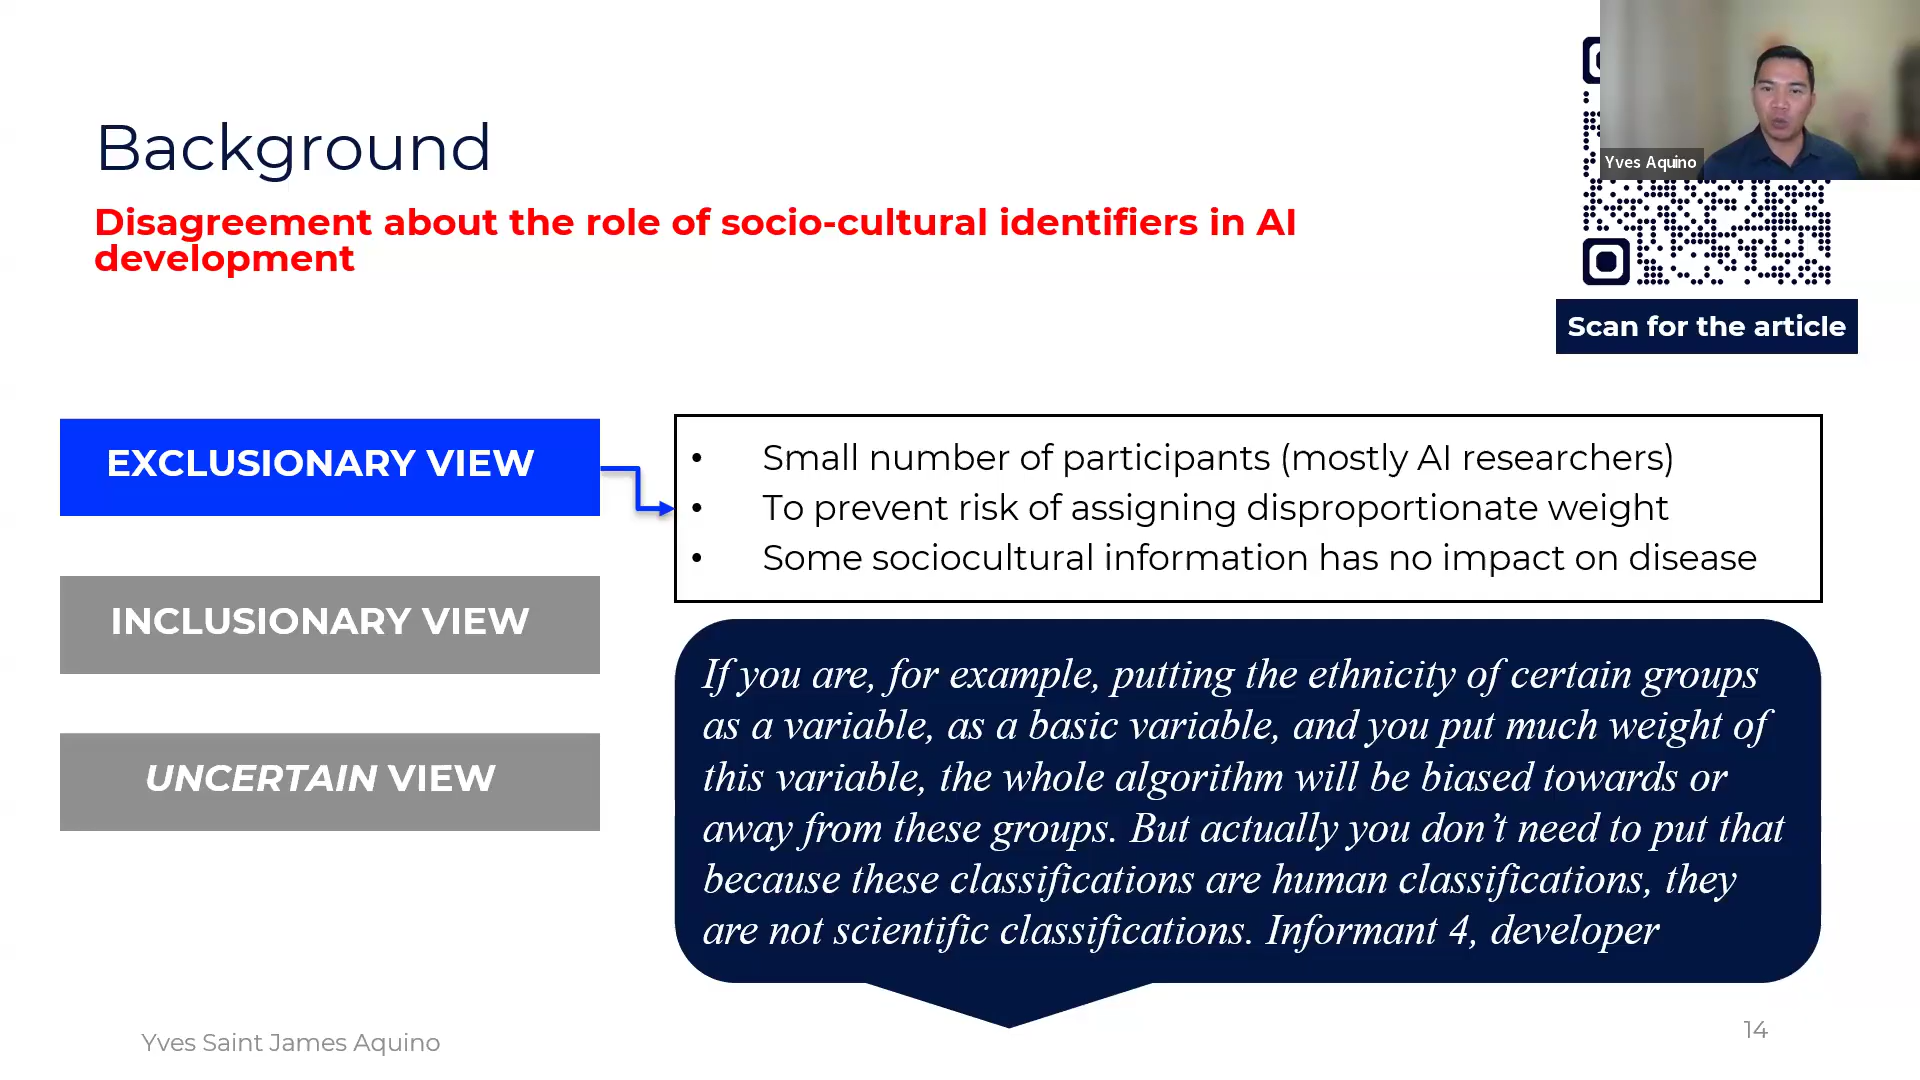 Background
Disagreement about the role of socio-cultural identifiers in AI
development
Yves Aquino
Scan for the article
EXCLUSIONARY VIEW
INCLUSIONARY VIEW
UNCERTAIN VIEW
• Small number of participants (mostly AI researchers)
• To prevent risk of assigning disproportionate weight
• Some sociocultural information has no impact on disease
If you are, for example, putting the ethnicity of certain groups
as a variable, as a basic variable, and you put much weight of
this variable, the whole algorithm will be biased towards or
away from these groups. But actually you don’t need to put that
because these classifications are human classifications, they
are not scientific classifications. Informant 4, developer
Yves Saint James Aquino
14